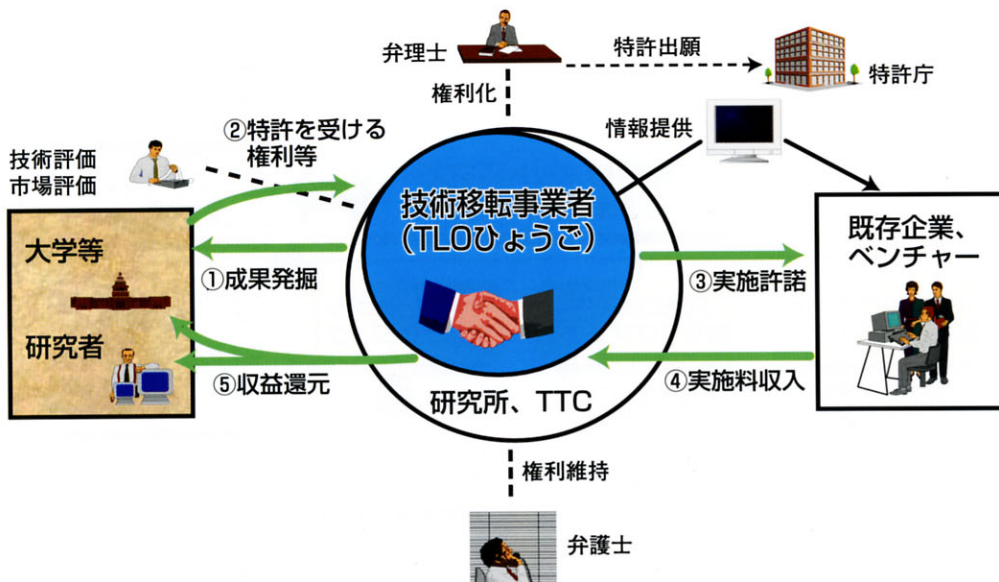 弁理士
特許出願
特許庁
権利化
情報提供
②特許を受ける
権利等
技術評価
市場評価
技術移転事業者
(TLOひょうご)
大学等
研究者
①成果発掘
③実施許諾
既存企業、
ベンチャー
⑤収益還元
④実施料収入
研究所、TTC
権利維持
弁護士